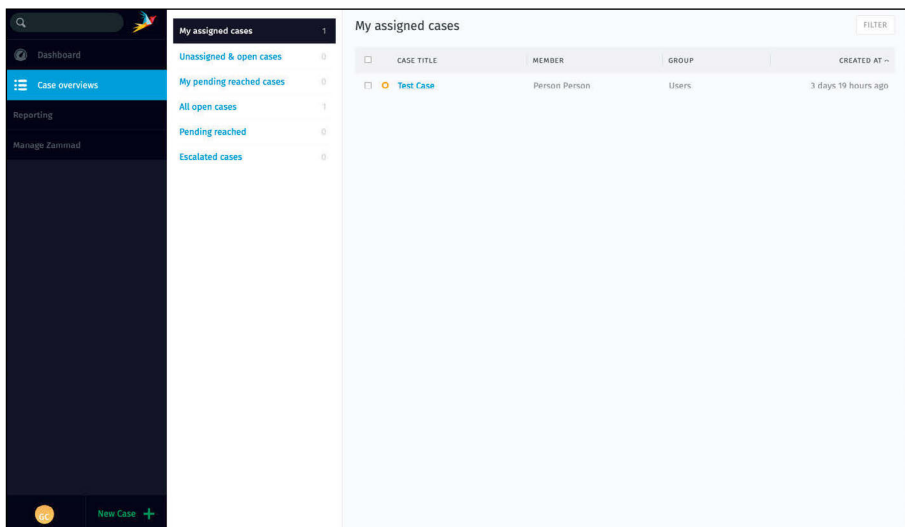 Dashboard
Case overviews
Reporting
Manage Zammad
GC
New Case
My assigned cases 1
Unassigned & open cases 0
My pending reached cases 0
All open cases 1
Pending reached 0
Escalated cases 0
My assigned cases
FILTER
CASE TITLE MEMBER GROUP CREATED AT
Test Case Person Person Users 3 days 19 hours ago